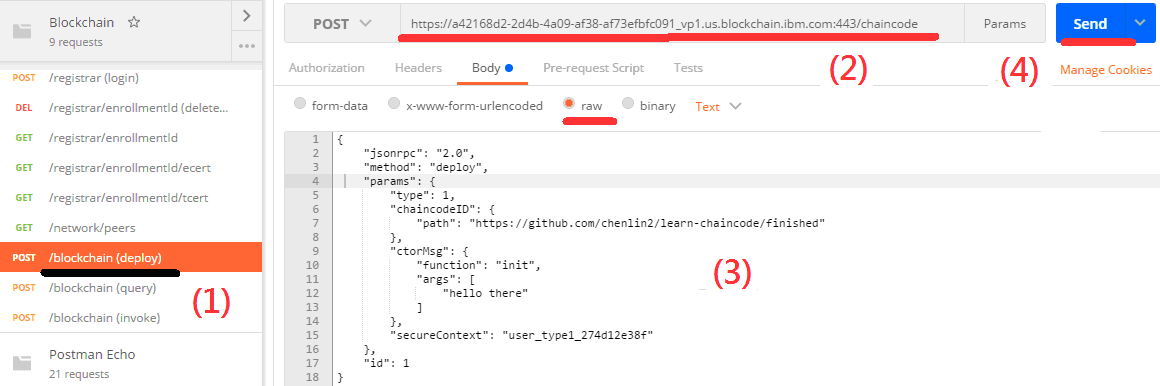 Blockchain
9 requests
POST /registrar (login)
DEL /registrar/enrollmentId (delete...
GET /registrar/enrollmentId
GET /registrar/enrollmentId/ecert
GET /registrar/enrollmentId/tcert
GET /network/peers
POST /blockchain (deploy)
POST /blockchain (query)
(1)
POST /blockchain (invoke)
Postman Echo
21 requests
POST https://a42168d2-2d4b-4a09-af38-af73efbfc091_vp1.us.blockchain.ibm.com:443/chaincode Params Send
Authorization Headers Body Pre-request Script Tests (2) (4) Manage Cookies
form-data x-www-form-urlencoded raw binary Text
1 {
2 "jsonrpc": "2.0",
3 "method": "deploy",
4 "params": {
5 "type": 1,
6 "chaincodeID": {
7 "path": "https://github.com/chenlin2/learn-chaincode/finished"
8 },
9 "ctorMsg": {
10 "function": "init",
(3)
11 "args": [
12 "hello there"
13 ]
14 },
15 "secureContext": "user_type1_274d12e38f"
16 },
17 "id": 1
18 }